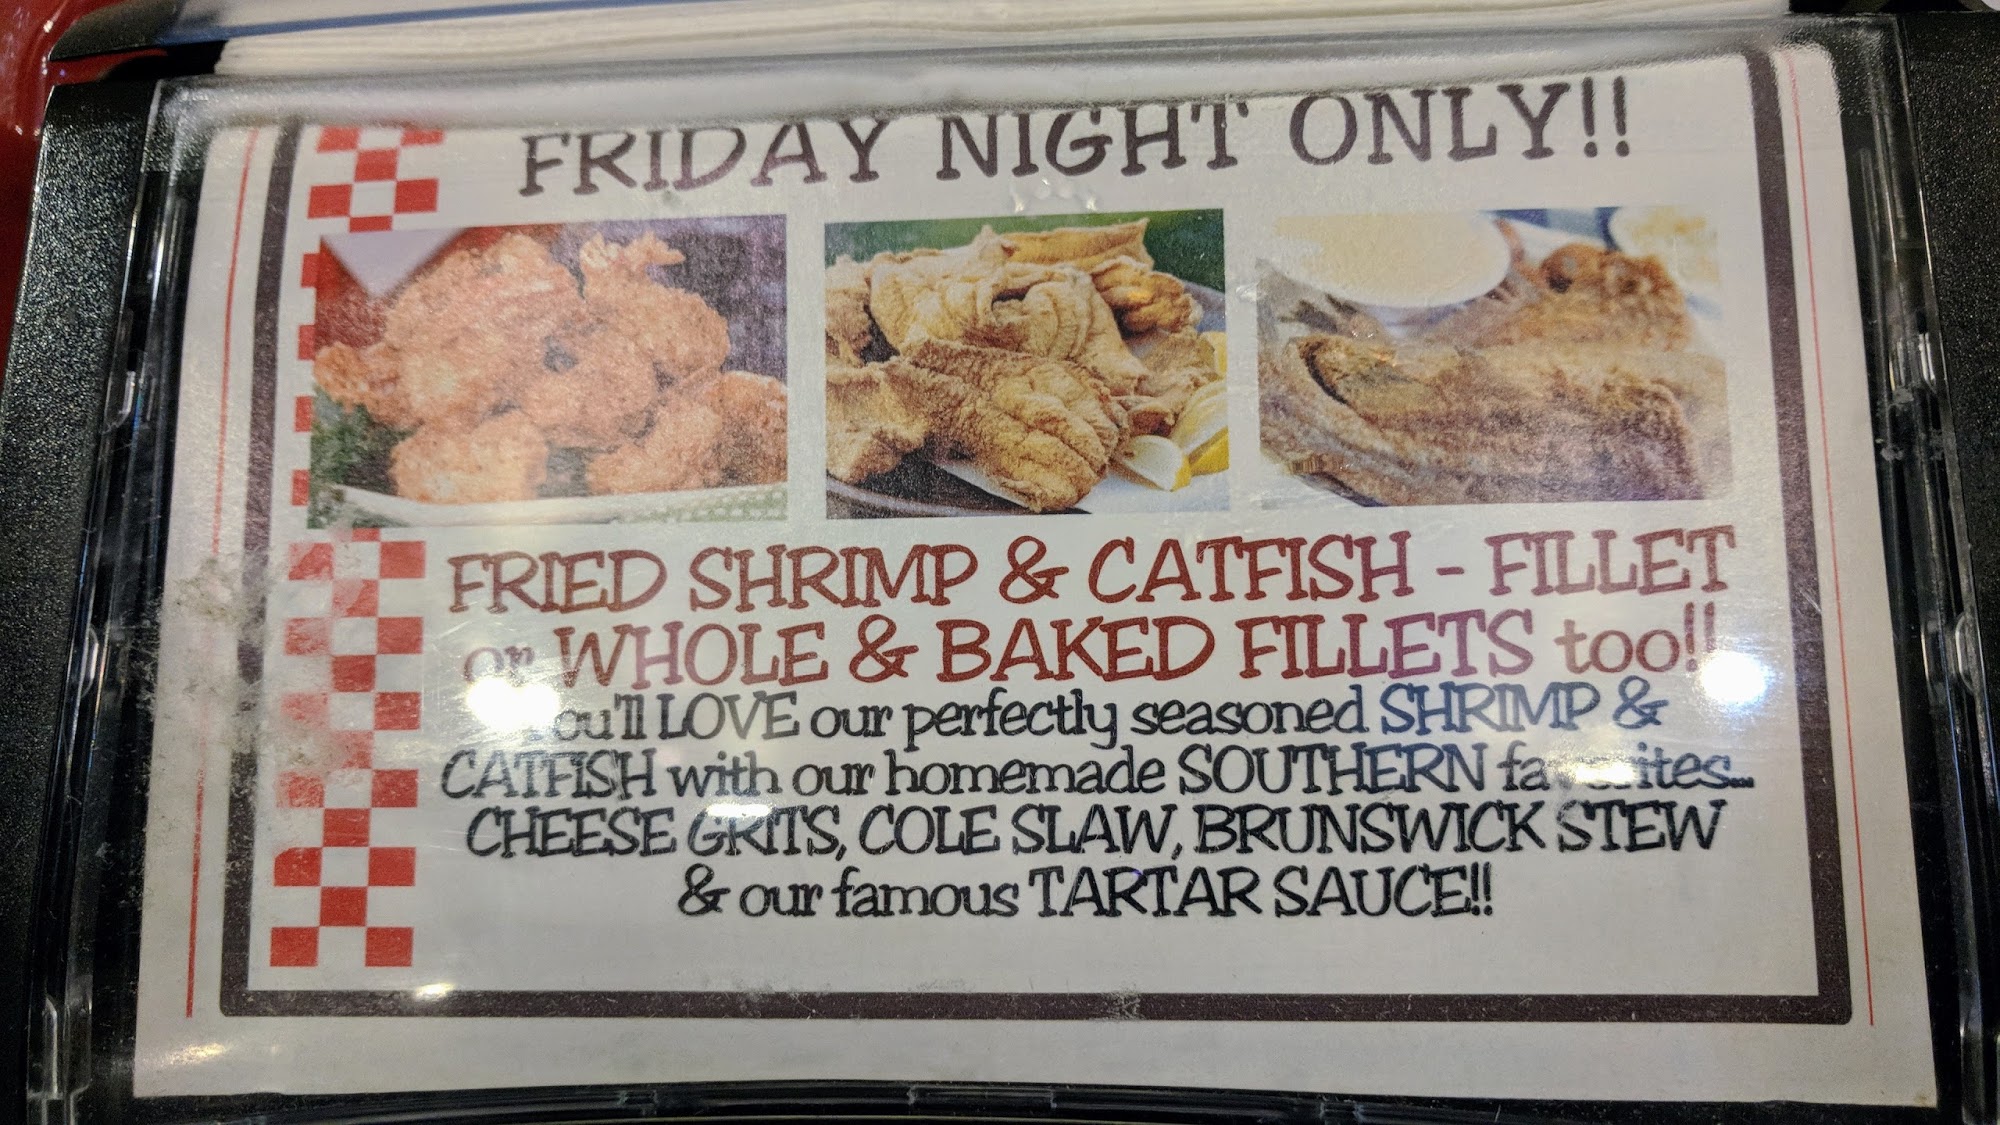 FRIDAY NIGHT ONLY!!
FRIED SHRIMP & CATFISH - FILLET
or WHOLE & BAKED FILLETS too!!
You'll LOVE our perfectly seasoned SHRIMP &
CATFISH with our homemade SOUTHERN favorites...
CHEESE GRITS, COLE SLAW, BRUNSWICK STEW
& our famous TARTAR SAUCE!!